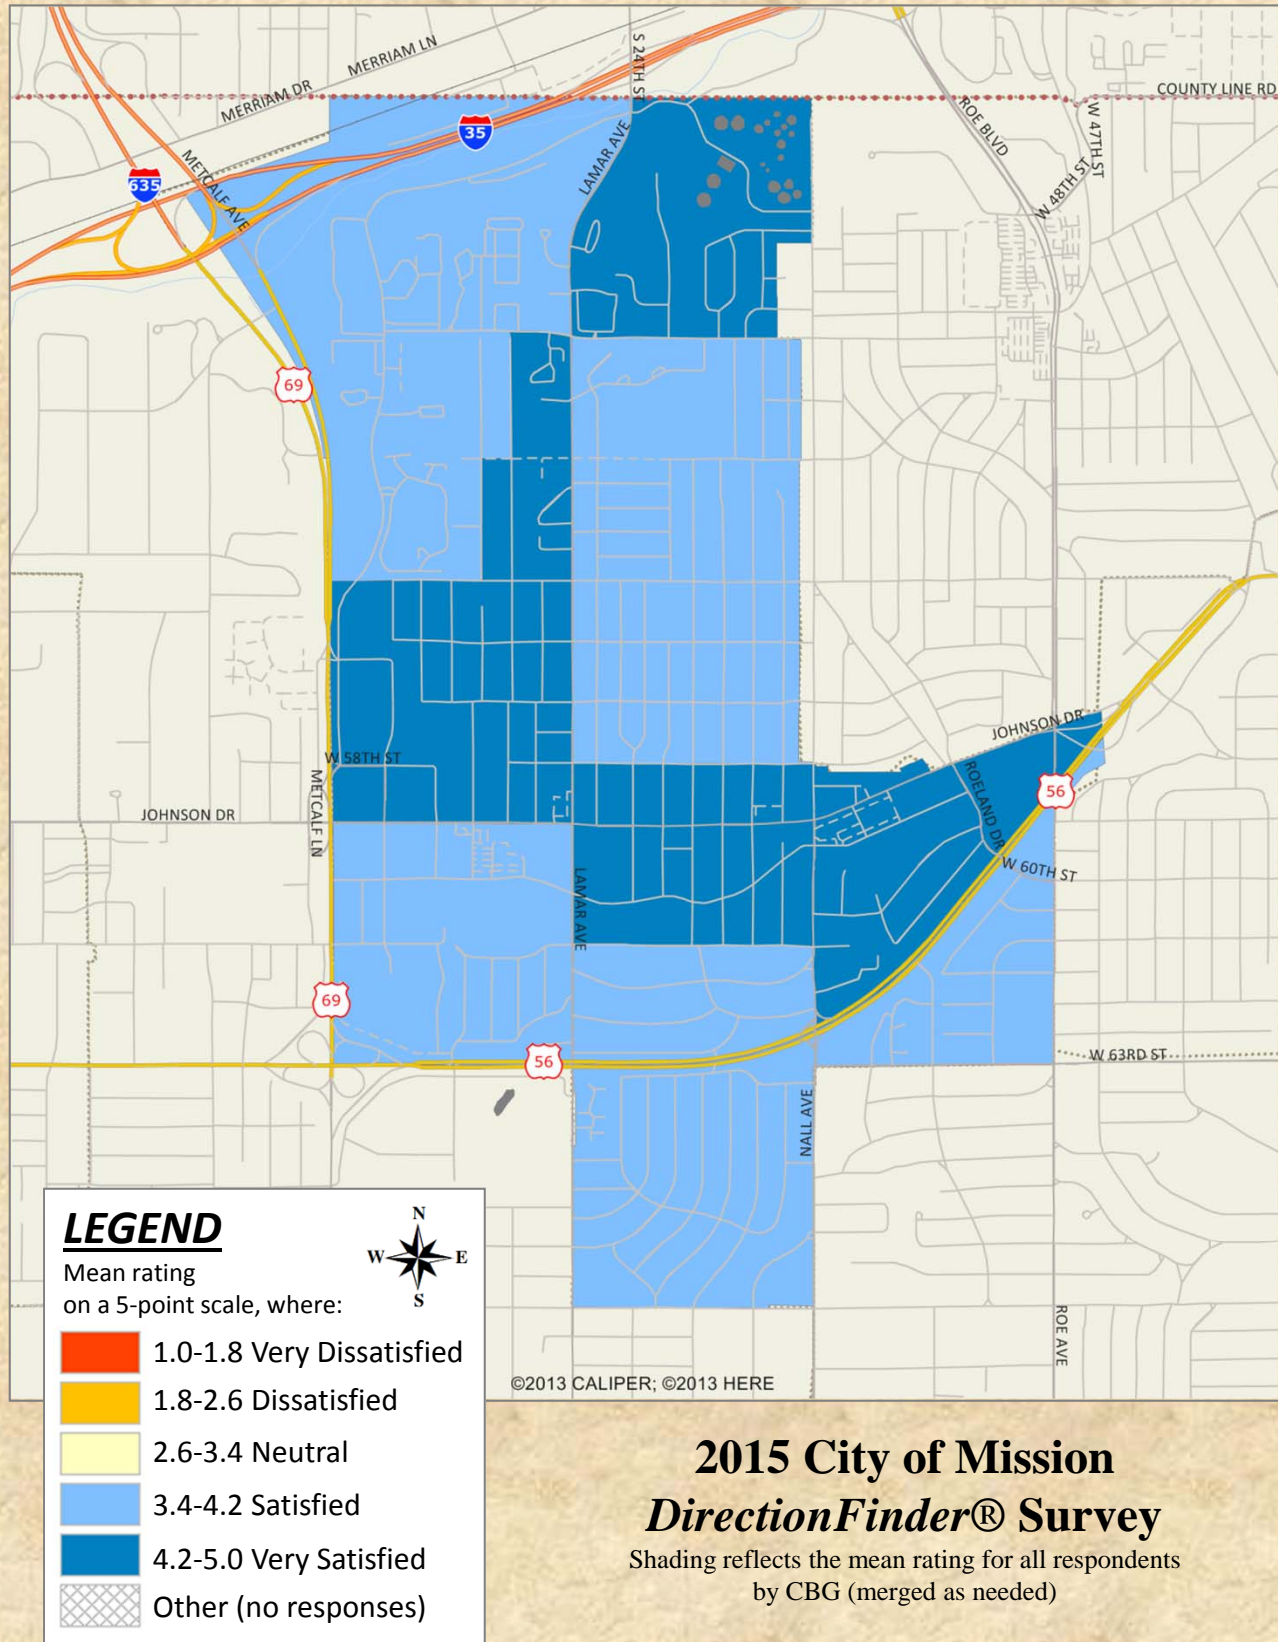 MERRIAM LN
MERRIAM DR
S 24TH ST
COUNTY LINE RD
ROE BLVD
W 47TH ST
W 48TH ST
35
LAMAR AVE
635
METCALF AVE
69
JOHNSON DR
W 58TH ST
METCALF LN
JOHNSON DR
ROELAND DR
56
W 60TH ST
LAMAR AVE
69
56
W 63RD ST
NALL AVE
ROE AVE
LEGEND
N
W E
S
Mean rating
on a 5-point scale, where:
1.0-1.8 Very Dissatisfied
1.8-2.6 Dissatisfied
2.6-3.4 Neutral
3.4-4.2 Satisfied
4.2-5.0 Very Satisfied
Other (no responses)
©2013 CALIPER; ©2013 HERE
2015 City of Mission
DirectionFinder® Survey
Shading reflects the mean rating for all respondents
by CBG (merged as needed)